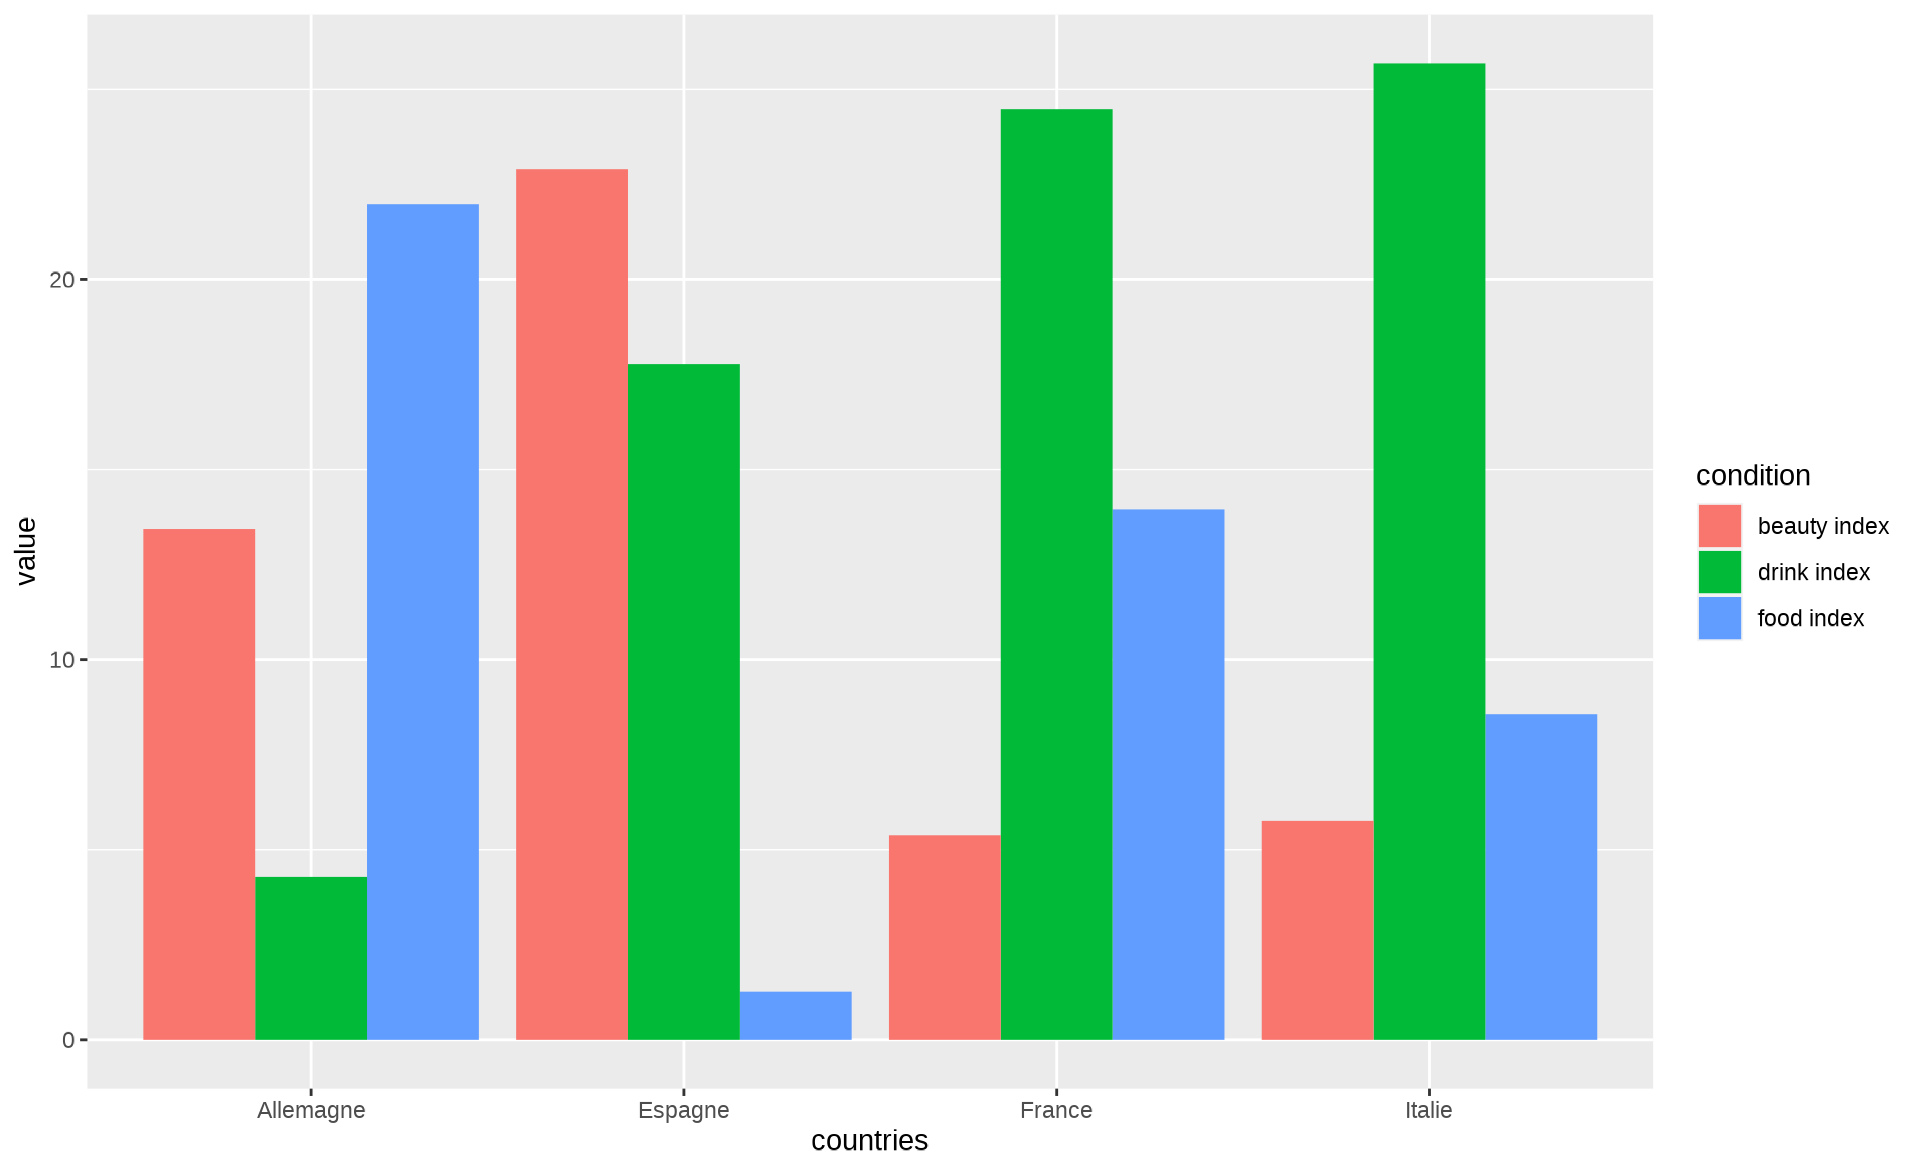 value
20
10
0
Allemagne Espagne France Italie
countries
condition
beauty index
drink index
food index